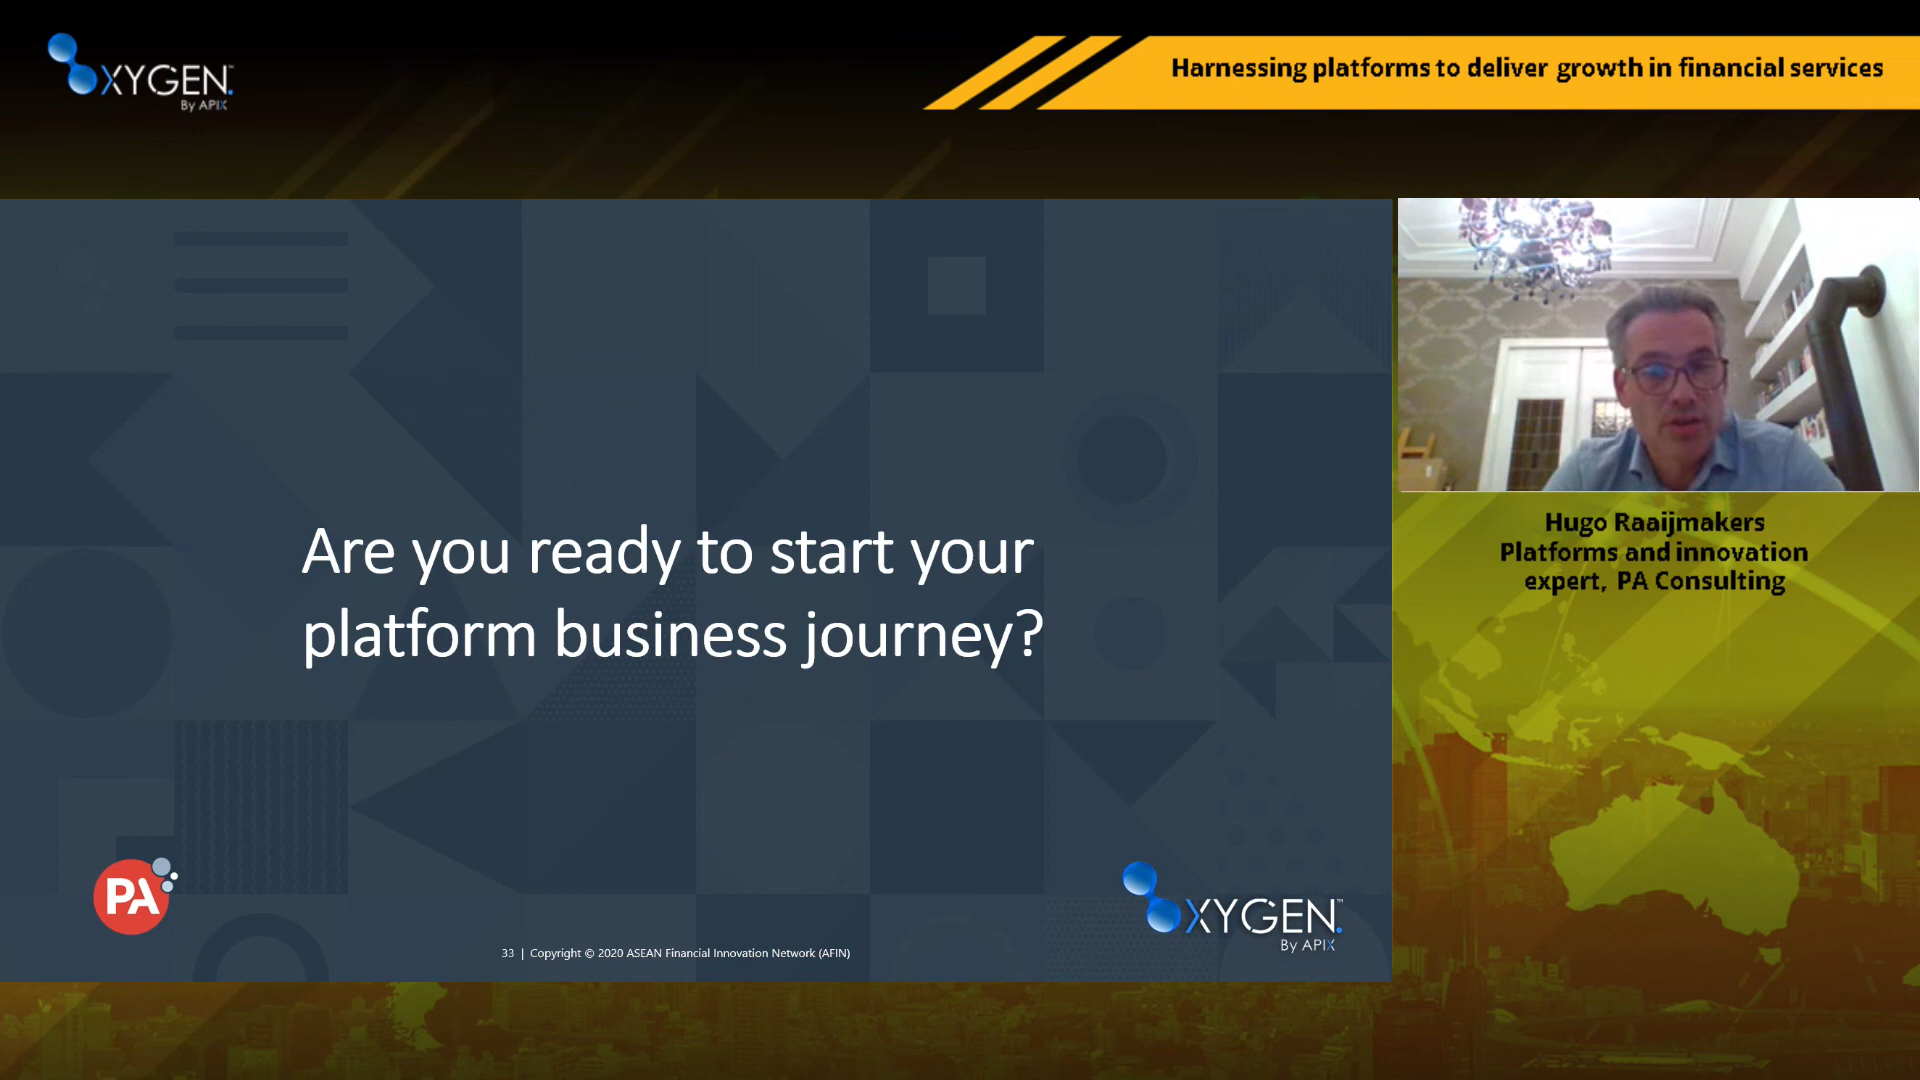 OXYGEN™
By APIX
Harnessing platforms to deliver growth in financial services
Are you ready to start your
platform business journey?
Hugo Raaijmakers
Platforms and innovation
expert, PA Consulting
PA
OXYGEN™
By APIX
33 | Copyright © 2020 ASEAN Financial Innovation Network (AFIN)